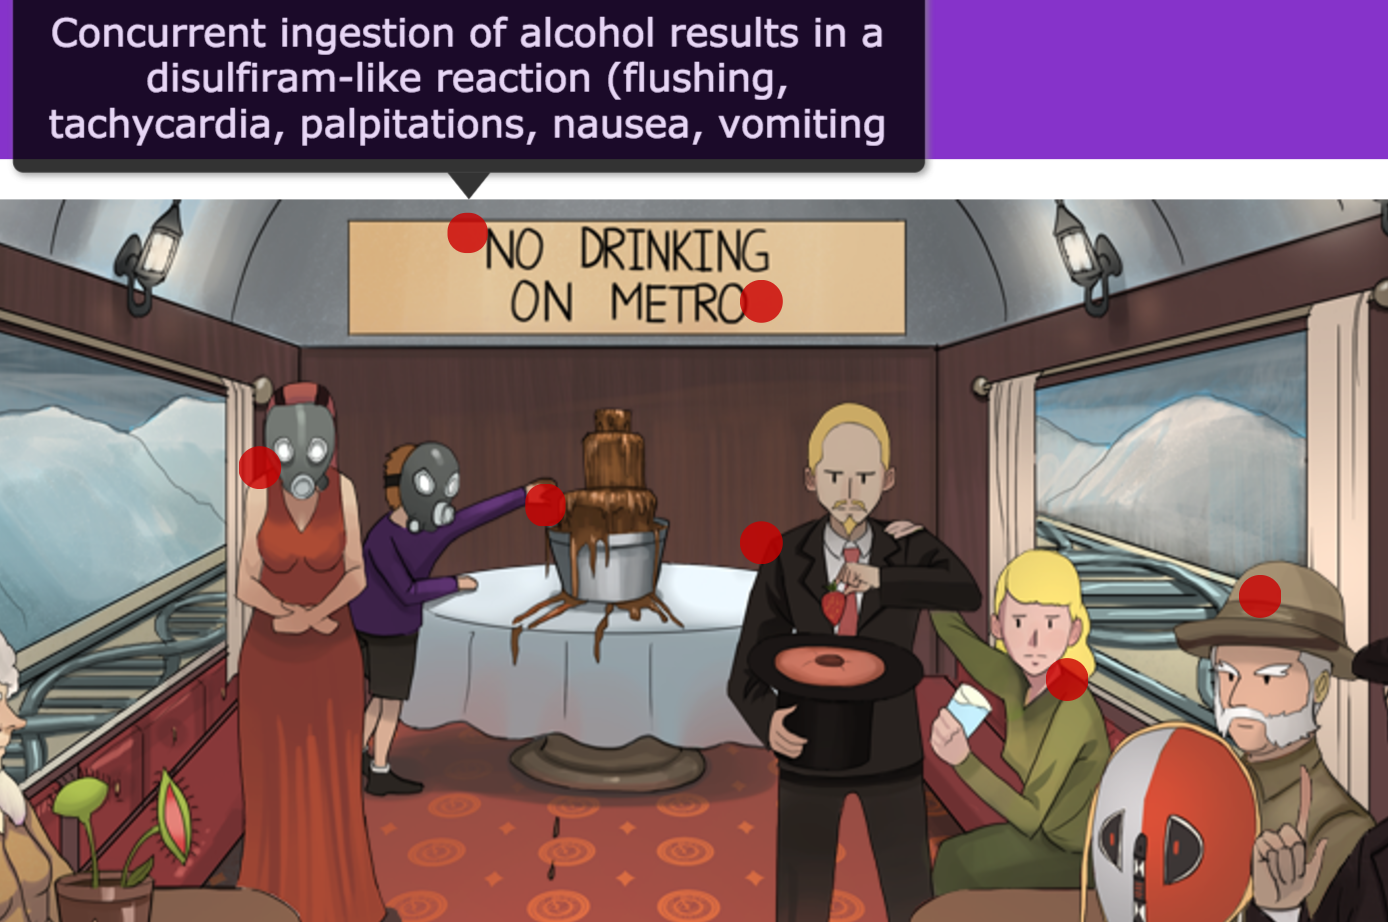 Concurrent ingestion of alcohol results in a
disulfiram-like reaction (flushing,
tachycardia, palpitations, nausea, vomiting
NO DRINKING
ON METRO